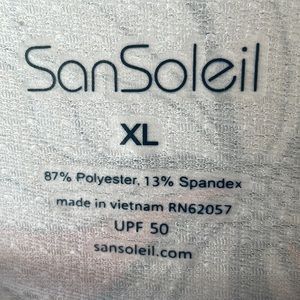 SanSoleil
XL
87% Polyester, 13% Spandex
made in vietnam RN62057
UPF 50
sansoleil.com